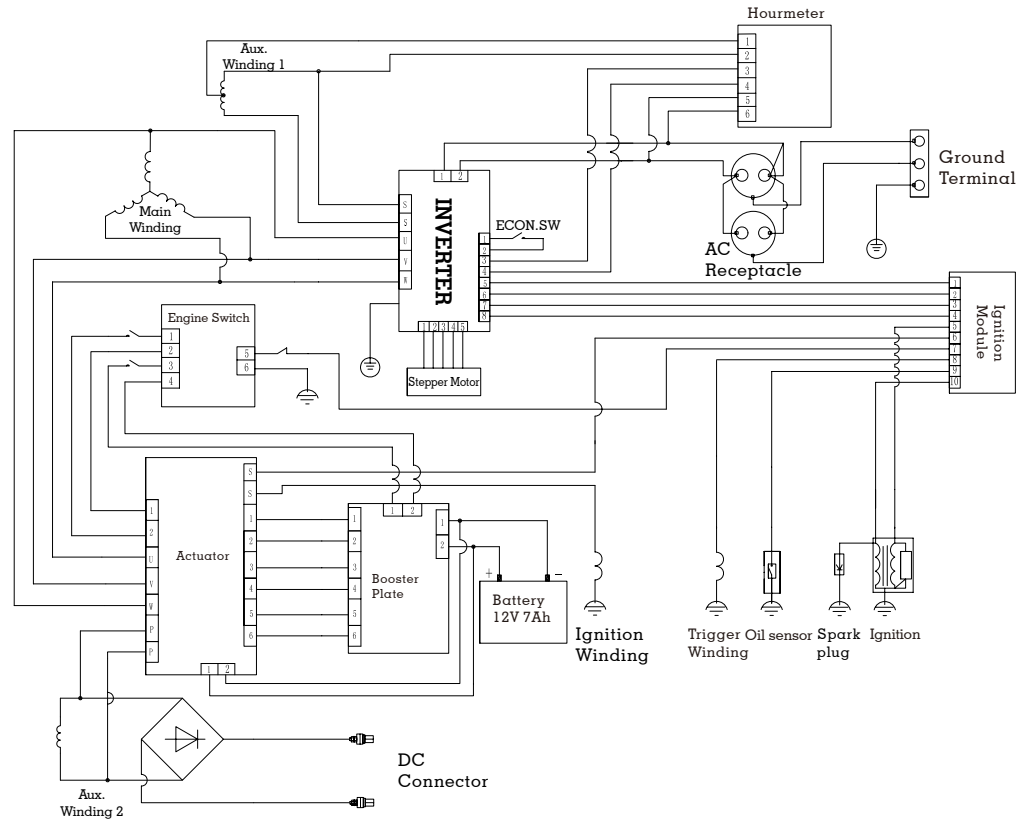 Hourmeter
1
2
3
4
5
6
Aux.
Winding 1
Main
Winding
INVERTER
1 2
S
S
U
V
W
1
2
3
4
5
6
7
8
1 2 3 4 5
ECON.SW
Stepper Motor
AC
Receptacle
Ground
Terminal
Ignition
Module
1
2
3
4
5
6
7
8
9
10
Engine Switch
1
2
3
4
5
6
Actuator
1
2
U
V
W
P
P
S
S
1
2
3
4
5
6
1 2
Booster
Plate
1 2
1
2
3
4
5
6
1
2
+ −
Battery
12V 7Ah
Ignition
Winding
Trigger
Winding
Oil sensor
Spark
plug
Ignition
DC
Connector
Aux.
Winding 2